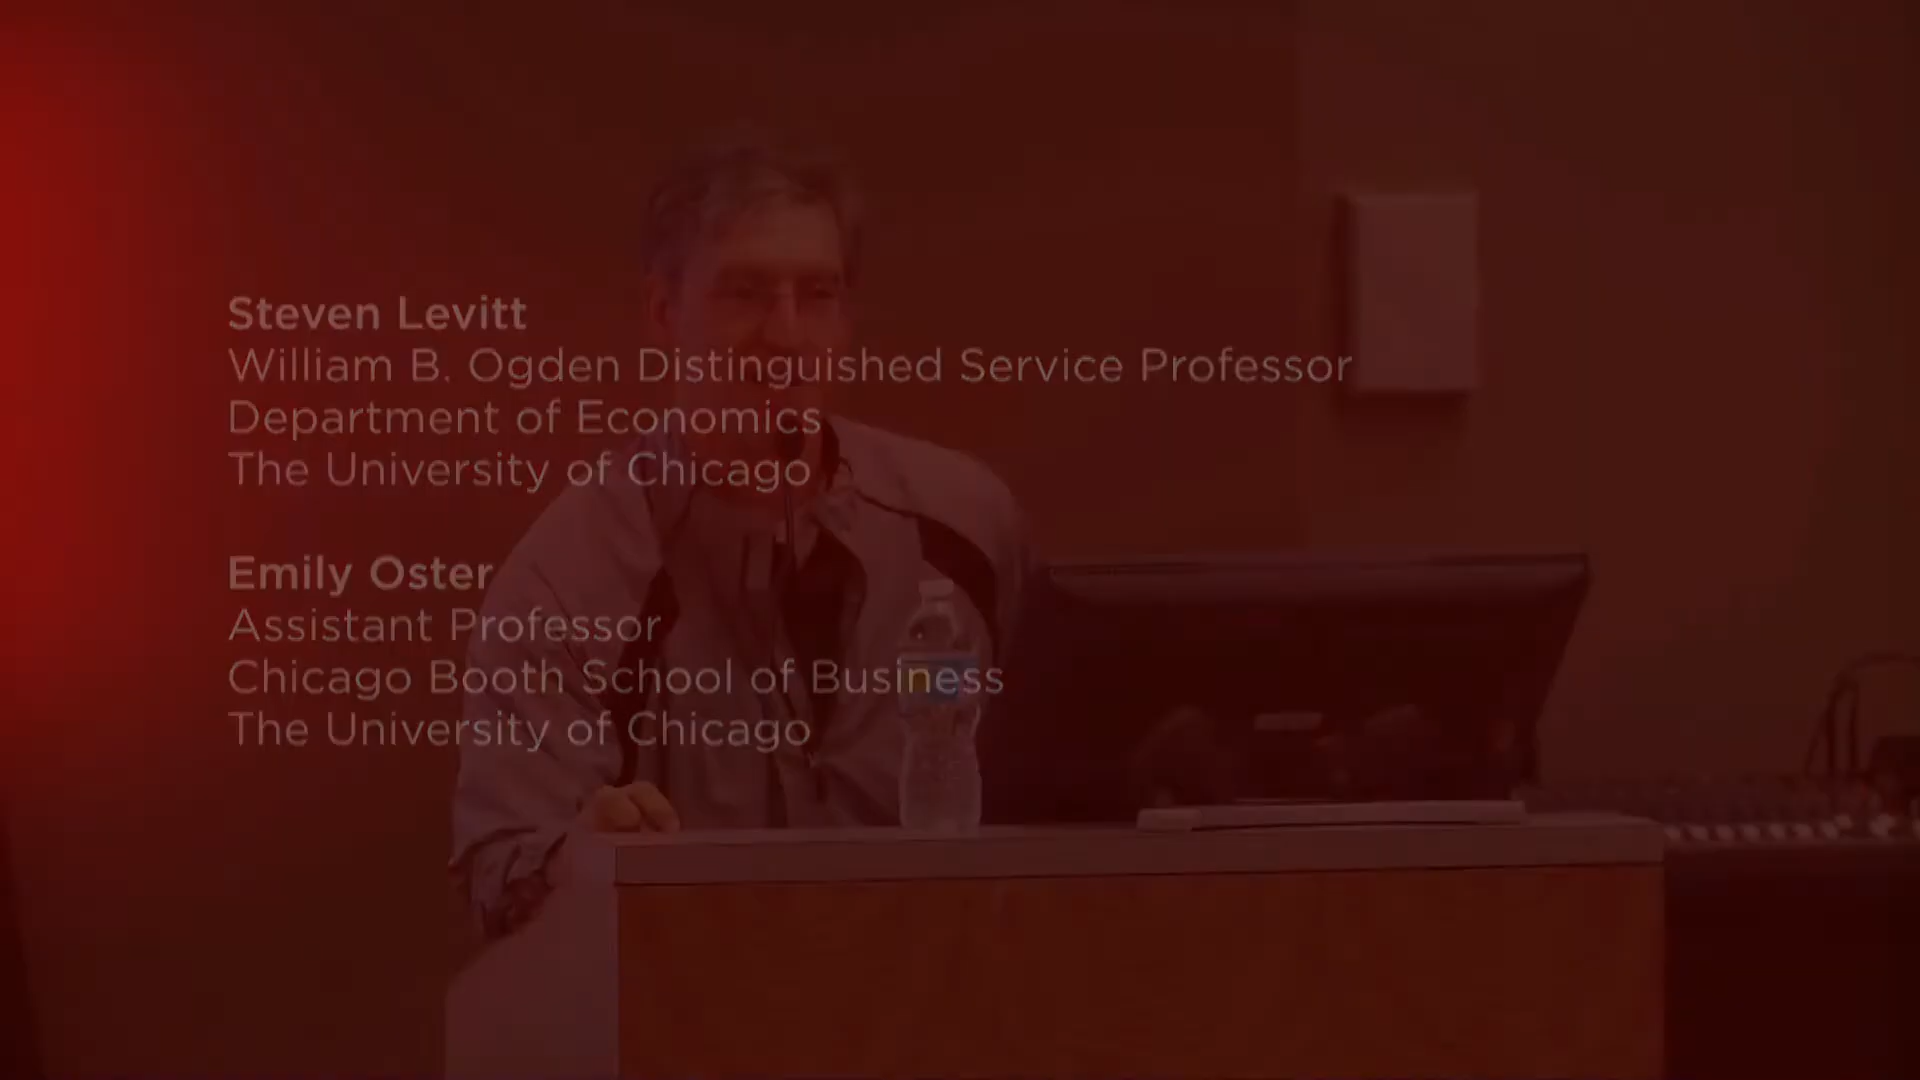 Steven Levitt
William B. Ogden Distinguished Service Professor
Department of Economics
The University of Chicago
Emily Oster
Assistant Professor
Chicago Booth School of Business
The University of Chicago